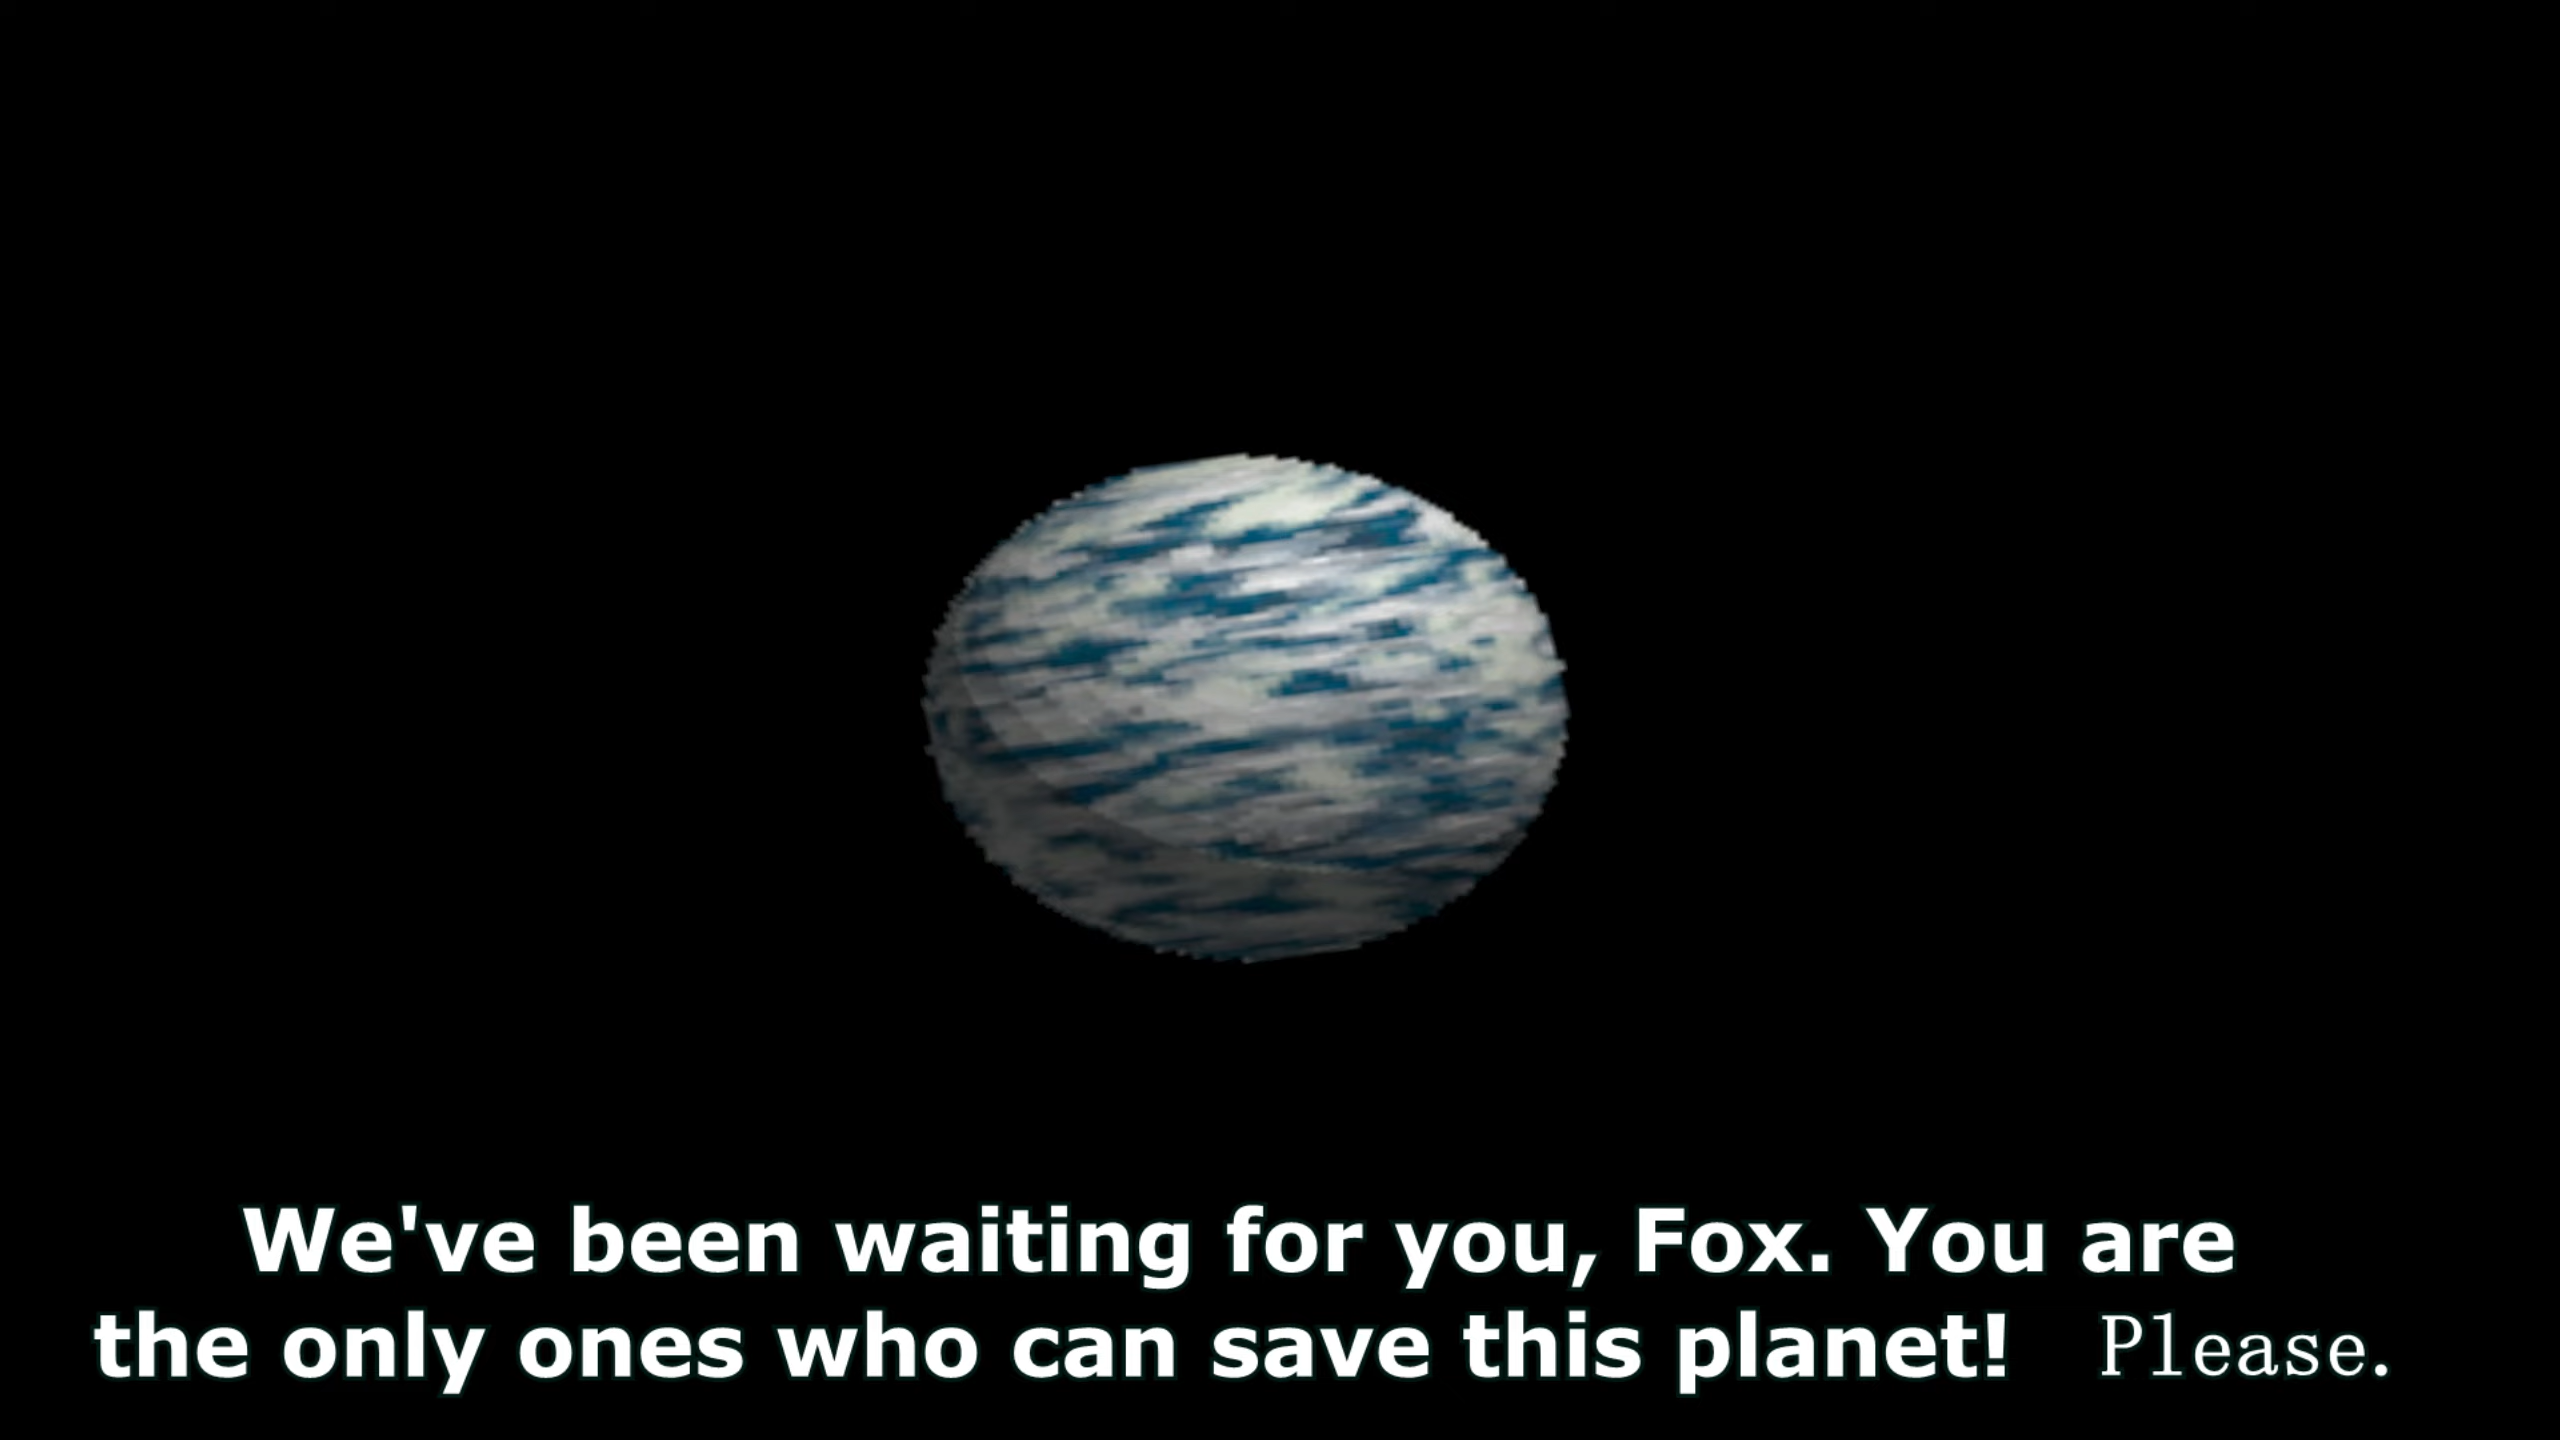 We've been waiting for you, Fox. You are
the only ones who can save this planet! Please.